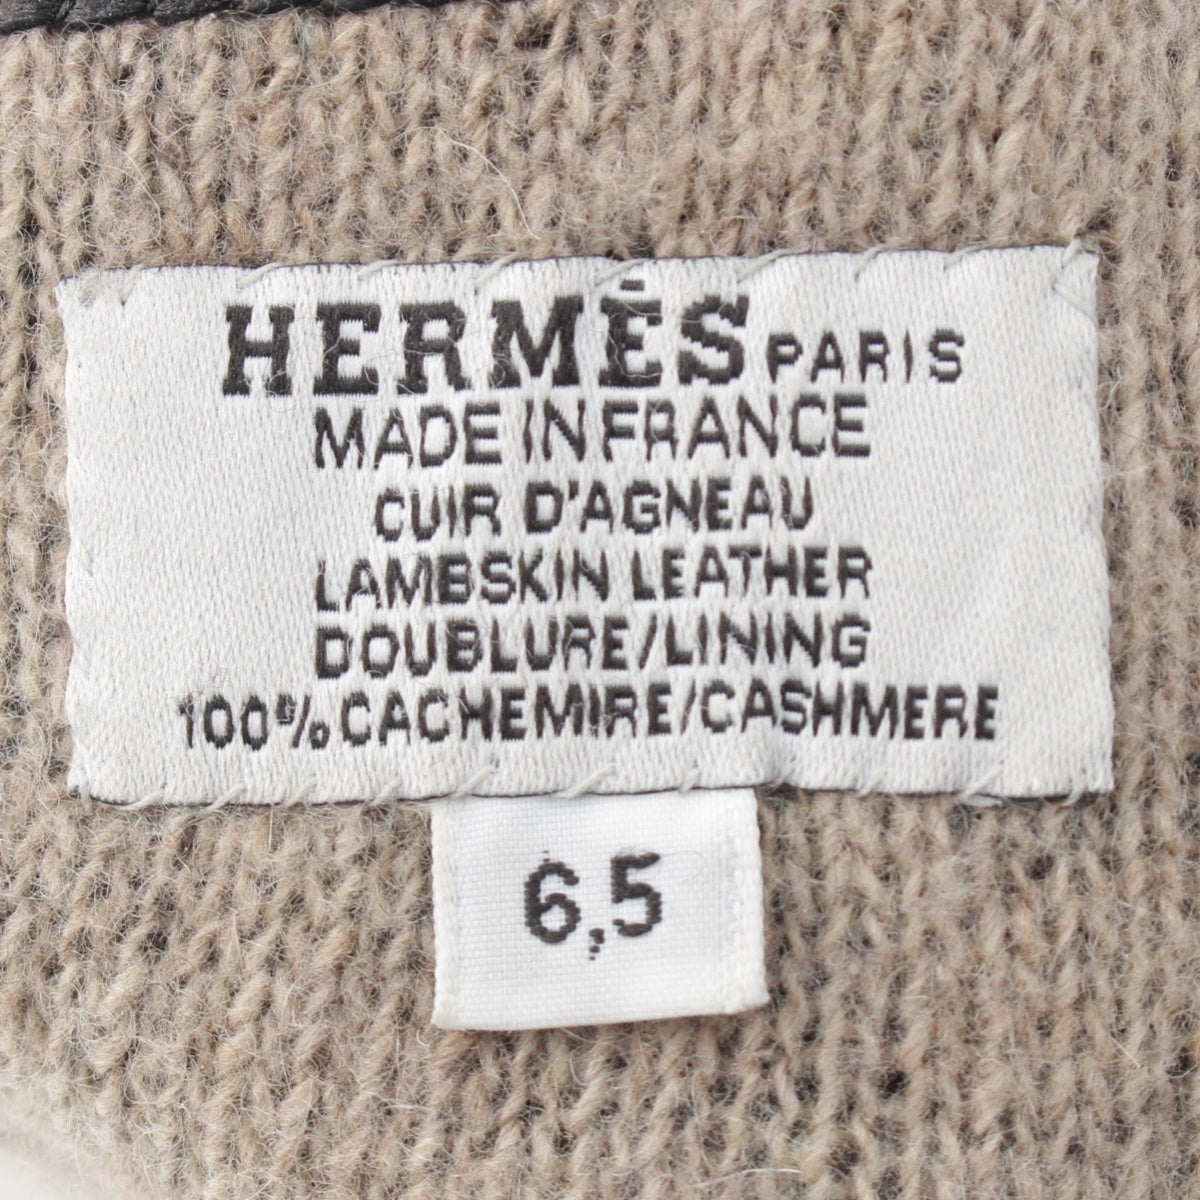 HERMÈS PARIS
MADE IN FRANCE
CUIR D'AGNEAU
LAMBSKIN LEATHER
DOUBLURE/LINING
100% CACHEMIRE/CASHMERE
6,5